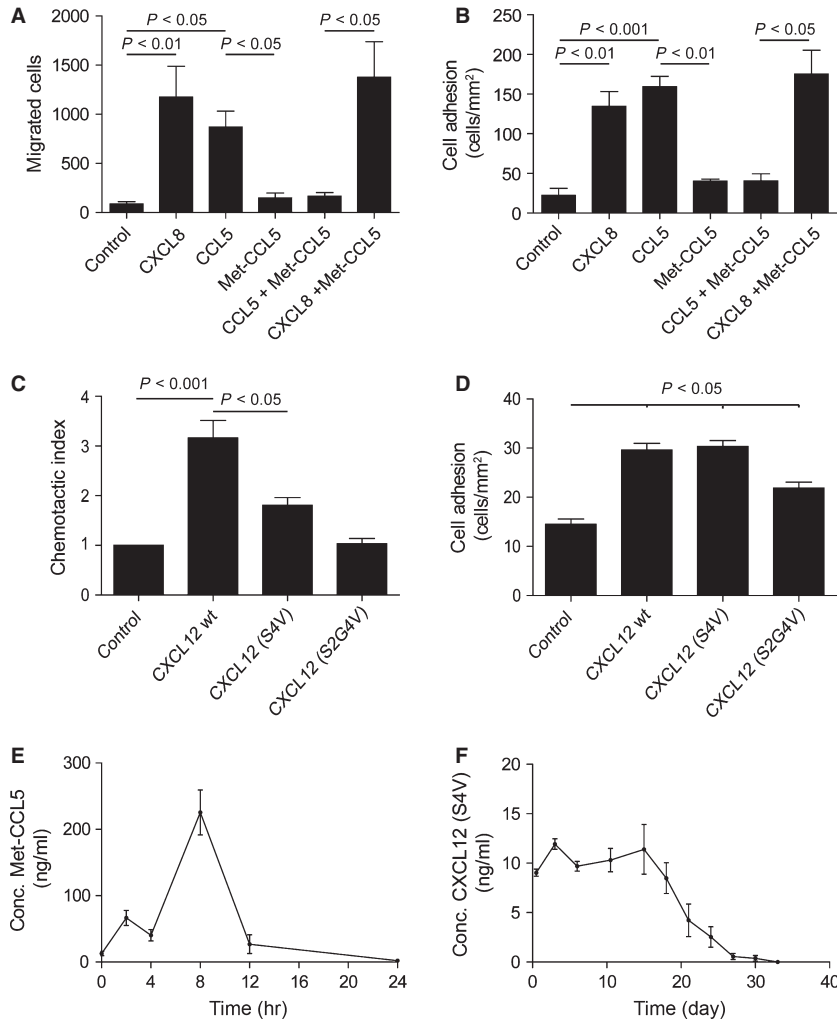 A
P < 0.05
P < 0.01
P < 0.05
P < 0.05
2000
1500
1000
500
0
Migrated cells
Control
CXCL8
CCL5
Met-CCL5
CCL5 + Met-CCL5
CXCL8 +Met-CCL5
B
P < 0.001
P < 0.01
P < 0.01
P < 0.05
250
200
150
100
50
0
Cell adhesion
(cells/mm²)
Control
CXCL8
CCL5
Met-CCL5
CCL5 + Met-CCL5
CXCL8 +Met-CCL5
C
P < 0.001
P < 0.05
4
3
2
1
0
Chemotactic index
Control
CXCL12 wt
CXCL12 (S4V)
CXCL12 (S2G4V)
D
P < 0.05
40
30
20
10
0
Cell adhesion
(cells/mm²)
Control
CXCL12 wt
CXCL12 (S4V)
CXCL12 (S2G4V)
E
300
200
100
0
Conc. Met-CCL5
(ng/ml)
0 4 8 12 16 20 24
Time (hr)
F
20
15
10
5
0
Conc. CXCL12 (S4V)
(ng/ml)
0 10 20 30 40
Time (day)